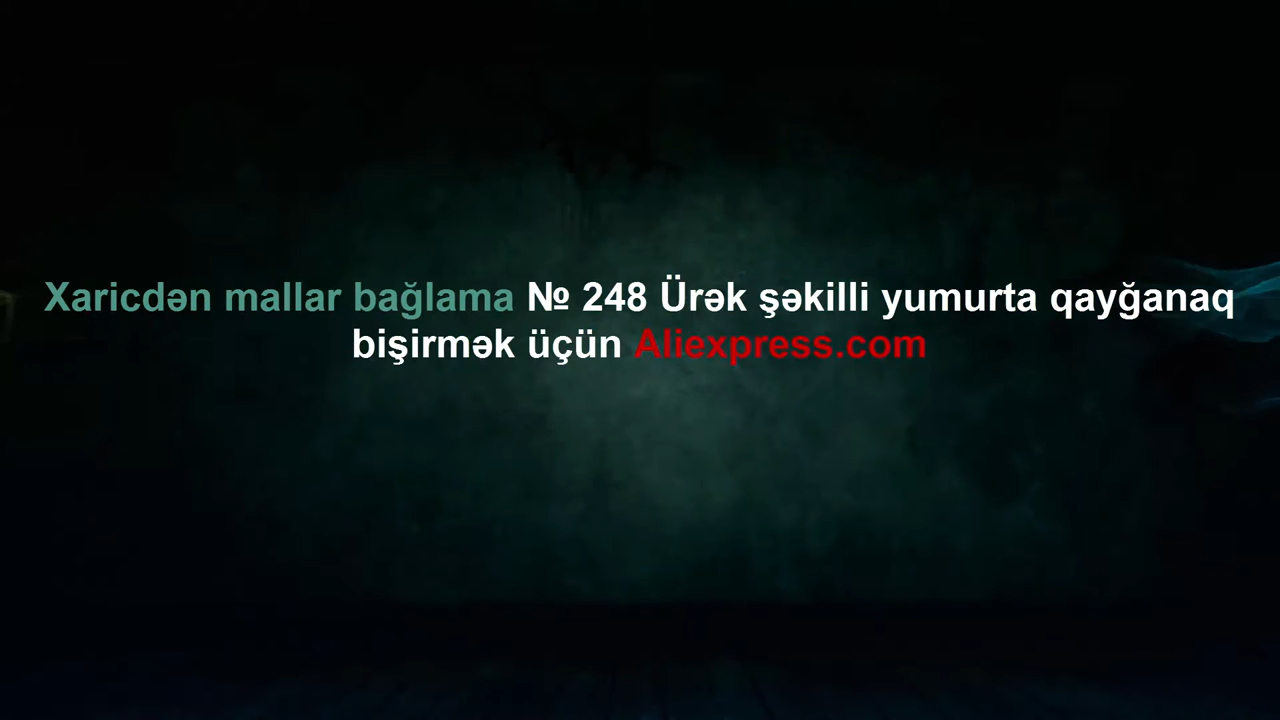 Xaricdən mallar bağlama № 248 Ürək şəkilli yumurta qayğanaq
bişirmək üçün Aliexpress.com